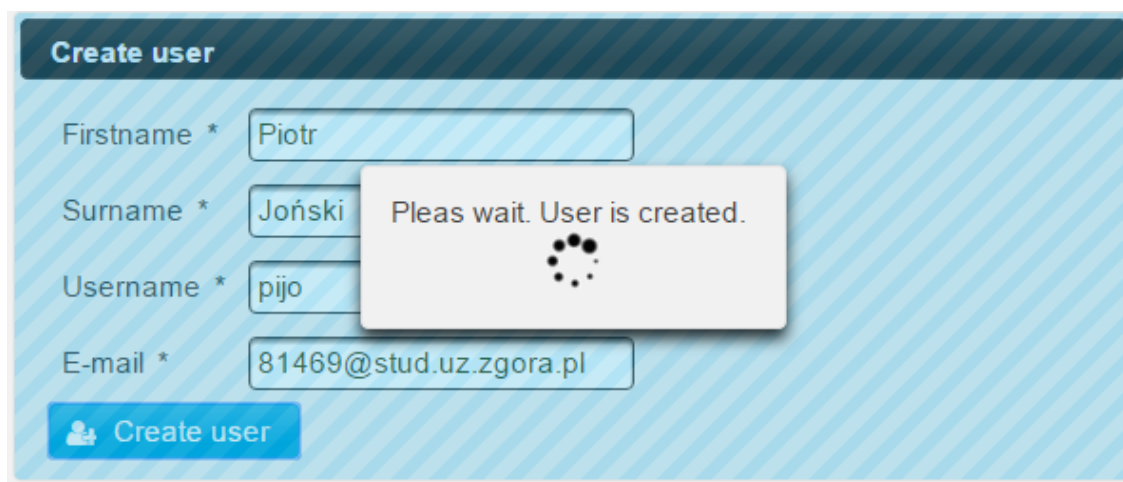 Create user
Firstname * Piotr
Surname * Joński
Pleas wait. User is created.
Username * pijo
E-mail * 81469@stud.uz.zgora.pl
Create user